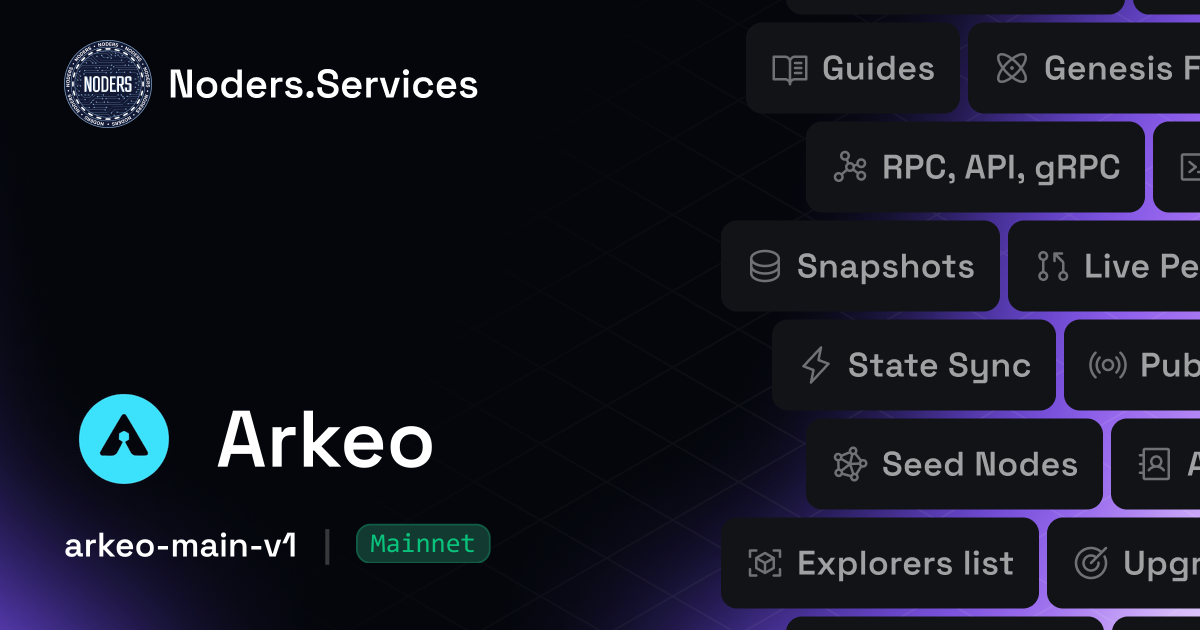 NODERS
Noders.Services
Guides
Genesis F
RPC, API, gRPC
Snapshots
Live Pe
State Sync
Pub
Seed Nodes
A
Explorers list
Upgr
Arkeo
arkeo-main-v1 | Mainnet